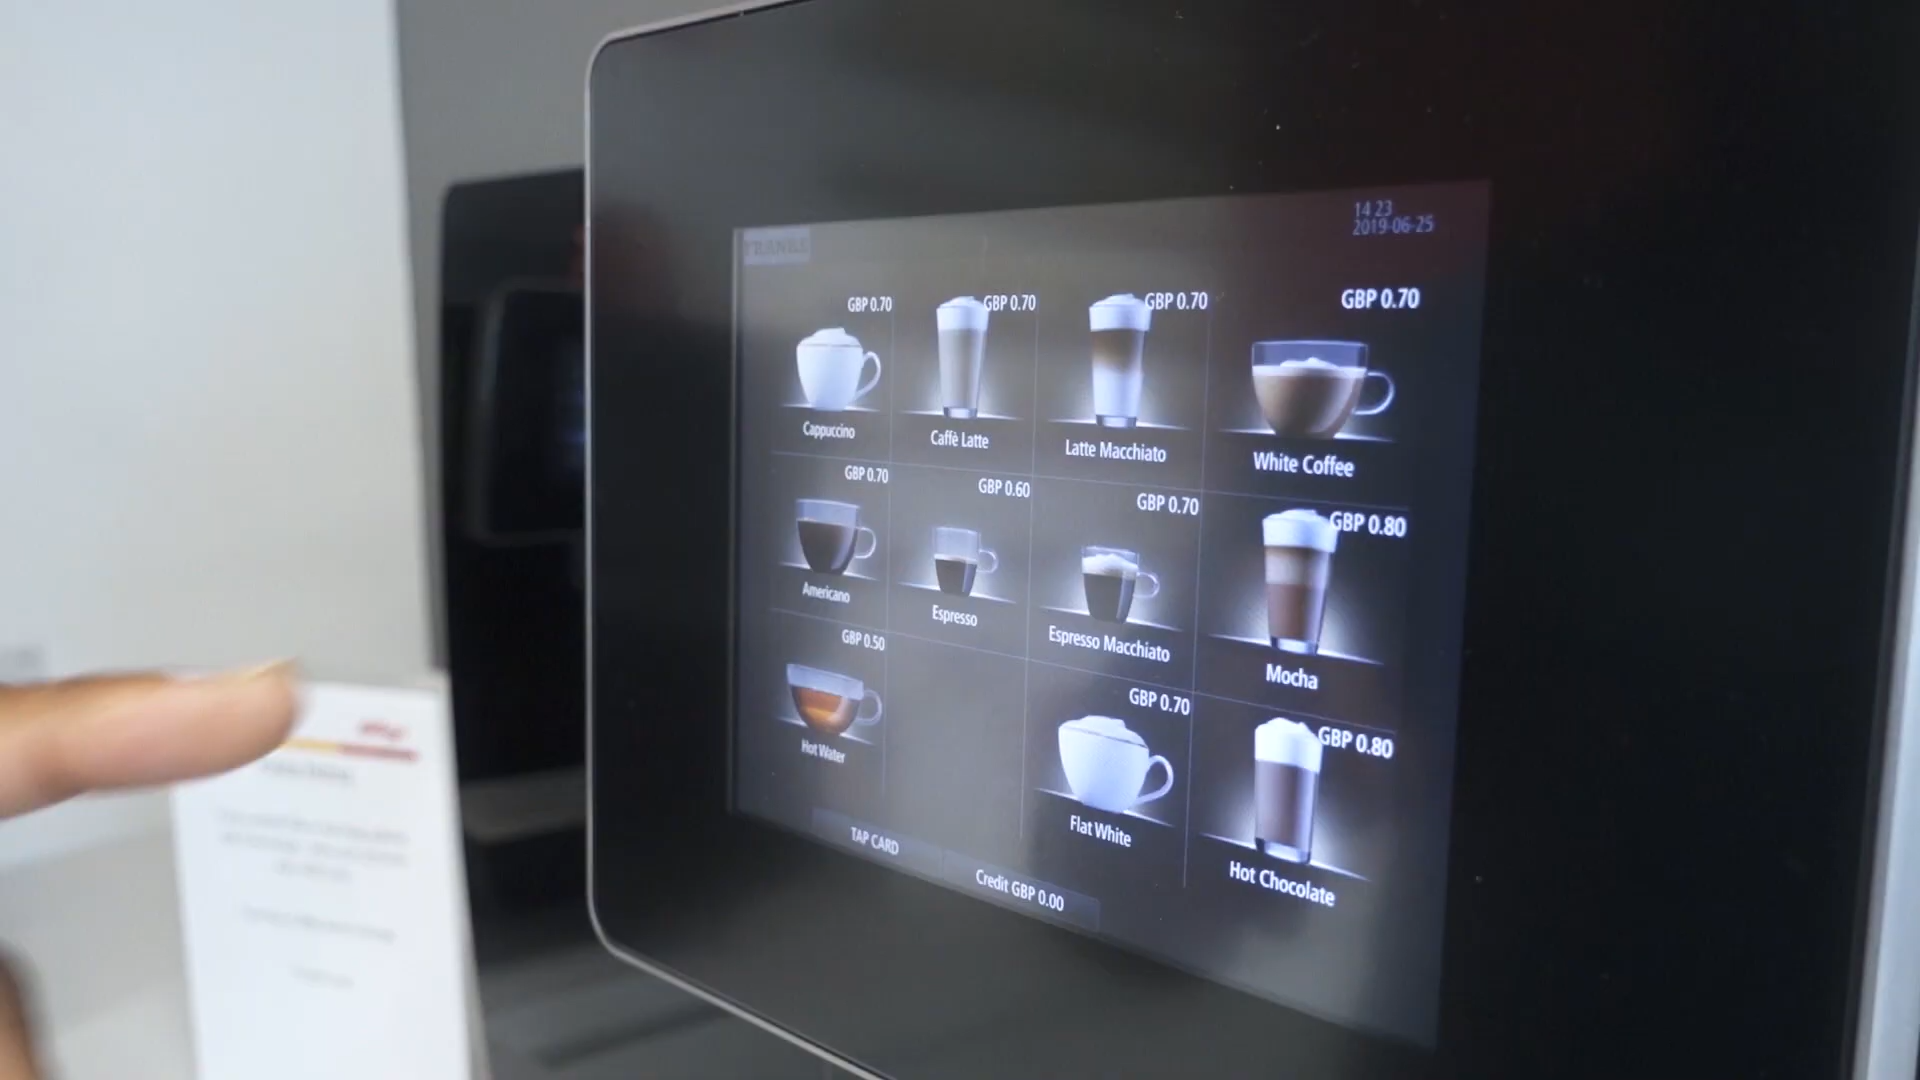 FRANKE
14 23
2019-06-25
GBP 0.70
GBP 0.70
GBP 0.70
GBP 0.70
Cappuccino
Caffè Latte
Latte Macchiato
White Coffee
GBP 0.70
GBP 0.60
GBP 0.70
GBP 0.80
Americano
Espresso
Espresso Macchiato
Mocha
GBP 0.50
GBP 0.70
GBP 0.80
Hot Water
Flat White
Hot Chocolate
TAP CARD
Credit GBP 0.00